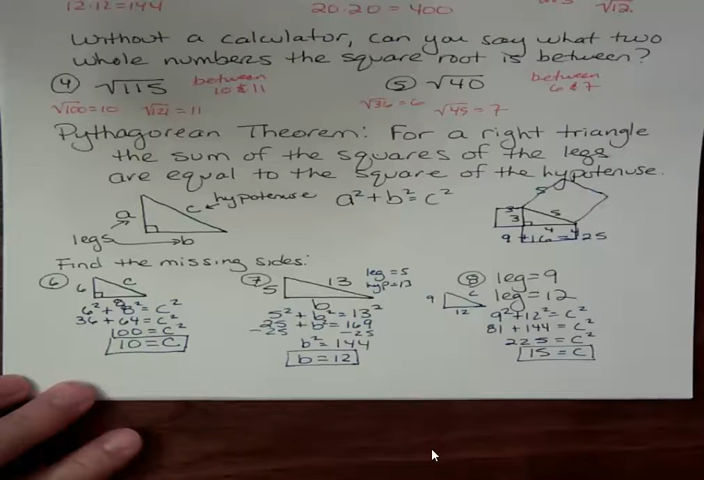 12·12=144
20·20=400
√12.
Without a calculator, can you say what two
whole numbers the square root is between?
④ √115 between
10 & 11
√100=10 √121=11
⑤ √40 between
6 & 7
√36=6 √45=7
Pythagorean Theorem: For a right triangle
the sum of the squares of the legs
are equal to the square of the hypotenuse.
a c ← hypotenuse a²+b²=c²
legs b
5
3 3 5
4 4
9+16=25
Find the missing sides:
⑥ 6 c
8
6²+8²=C²
36+64=C²
100=C²
10=C
⑦ 5 13 leg=5
hyp=13
b
5²+b²=13²
25+b²=169
-25 -25
b²=144
b=12
⑧ leg=9
leg=12
9 c
12
9²+12²=C²
81+144=C²
225=C²
15=C